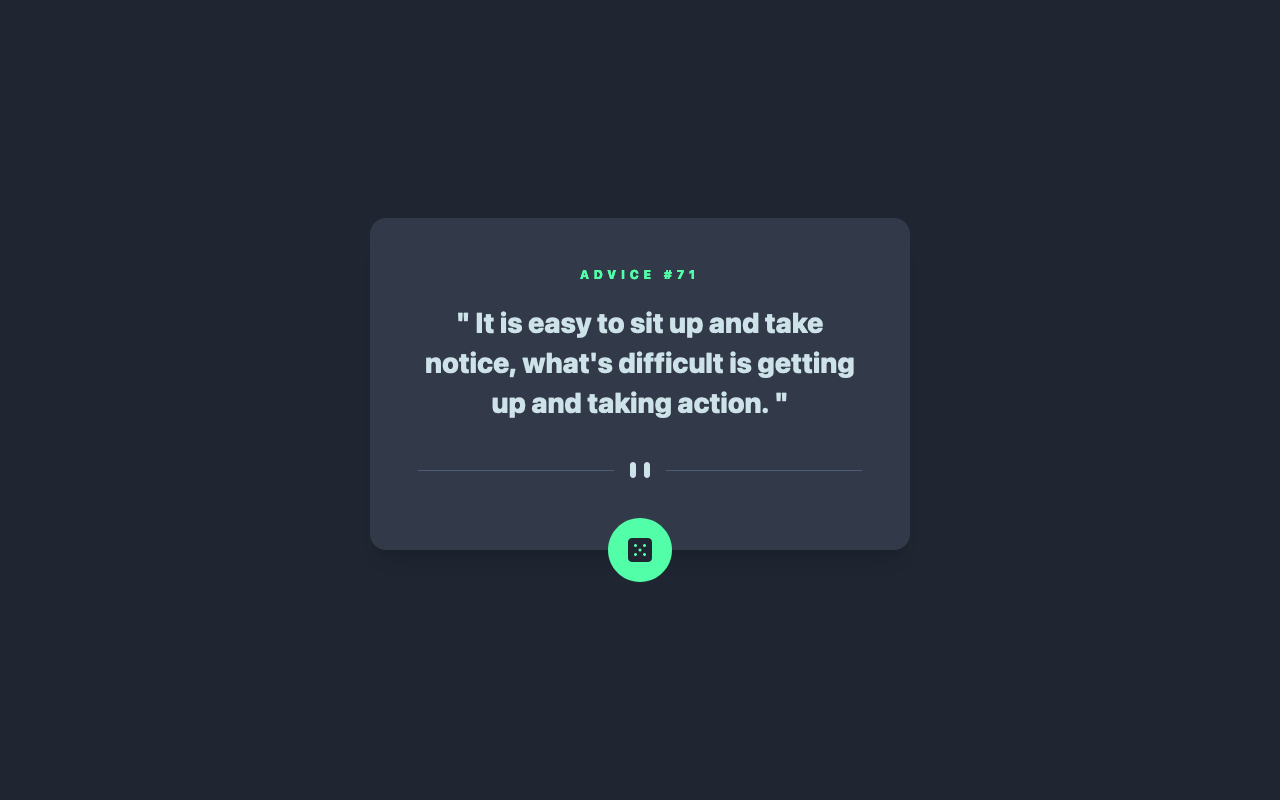 ADVICE #71
" It is easy to sit up and take
notice, what's difficult is getting
up and taking action. "